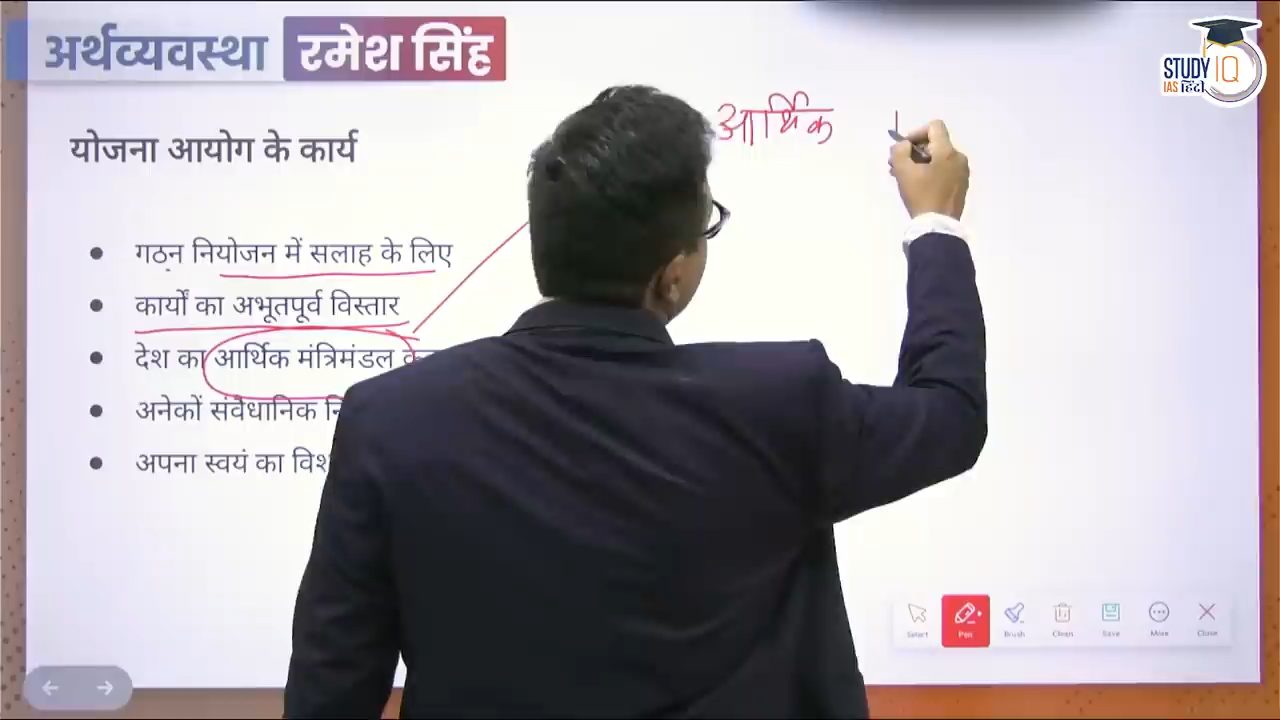 अर्थव्यवस्था रमेश सिंह
STUDY IQ
IAS हिंदी
आर्थिक
योजना आयोग के कार्य
गठन नियोजन में सलाह के लिए
कार्यों का अभूतपूर्व विस्तार
देश का आर्थिक मंत्रिमंडल
अनेकों संवैधानिक
अपना स्वयं का
Select Pen Brush Clean Save More Close